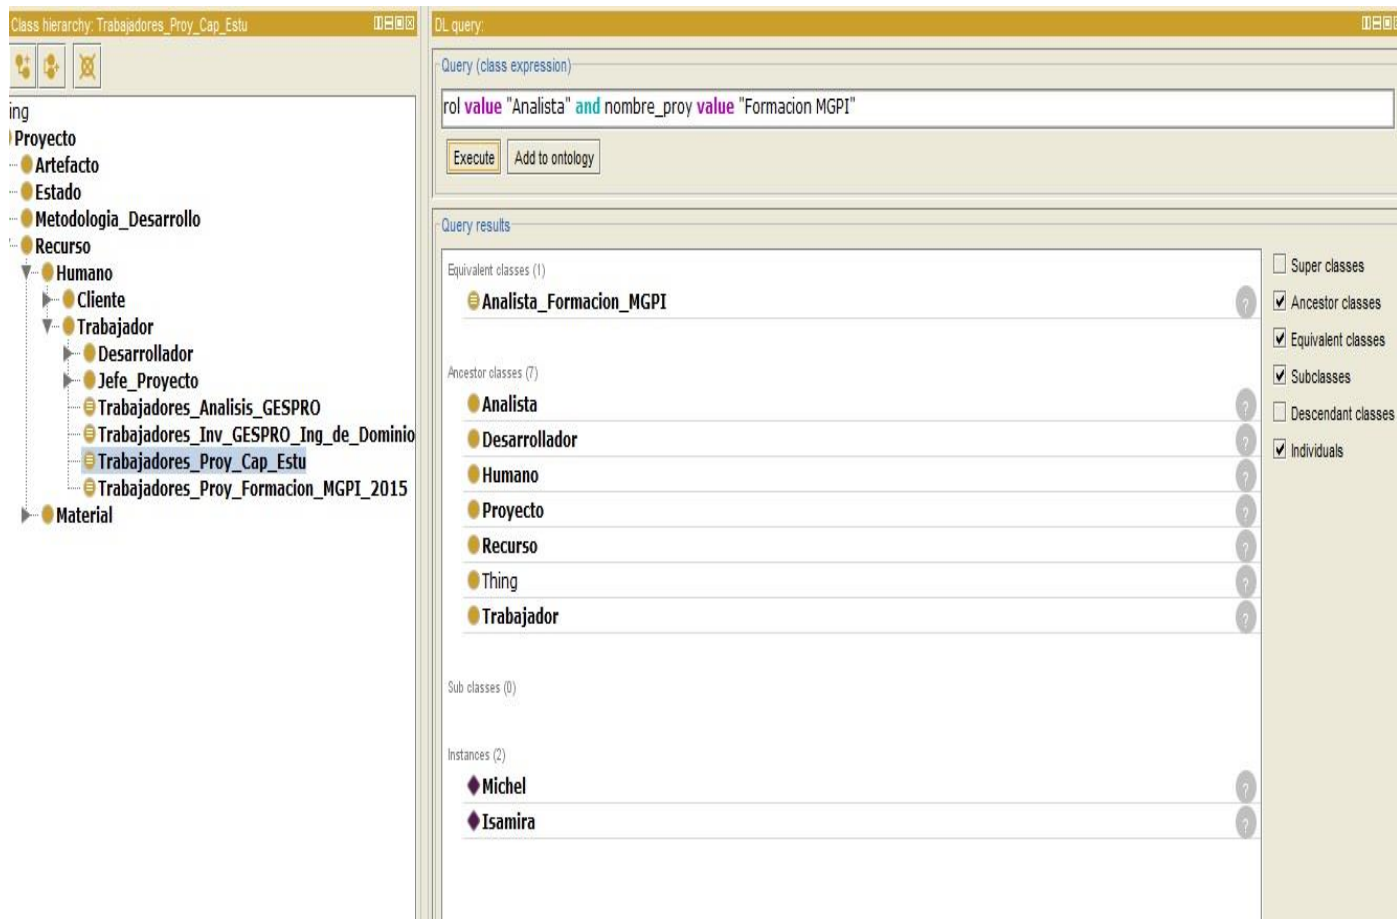 Class hierarchy: Trabajadores_Proy_Cap_Estu
ing
Proyecto
Artefacto
Estado
Metodologia_Desarrollo
Recurso
Humano
Cliente
Trabajador
Desarrollador
Jefe_Proyecto
Trabajadores_Analisis_GESPRO
Trabajadores_Inv_GESPRO_Ing_de_Dominio
Trabajadores_Proy_Cap_Estu
Trabajadores_Proy_Formacion_MGPI_2015
Material
DL query:
Query (class expression)
rol value "Analista" and nombre_proy value "Formacion MGPI"
Execute Add to ontology
Query results
Equivalent classes (1)
Analista_Formacion_MGPI ?
Ancestor classes (7)
Analista ?
Desarrollador ?
Humano ?
Proyecto ?
Recurso ?
Thing ?
Trabajador ?
Sub classes (0)
Instances (2)
Michel ?
Isamira ?
Super classes
Ancestor classes
Equivalent classes
Subclasses
Descendant classes
Individuals